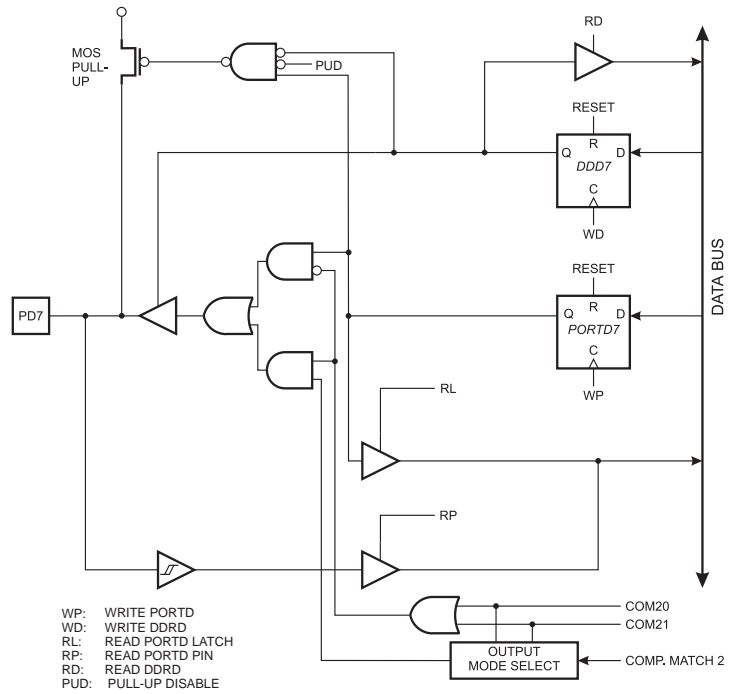 RD
MOS
PULL-
UP
PUD
RESET
R
Q
D
DDD7
C
WD
DATA BUS
RESET
R
Q
D
PD7
PORTD7
C
WP
RL
RP
WP: WRITE PORTD
WD: WRITE DDRD
RL: READ PORTD LATCH
RP: READ PORTD PIN
RD: READ DDRD
PUD: PULL-UP DISABLE
COM20
COM21
OUTPUT
MODE SELECT
COMP. MATCH 2